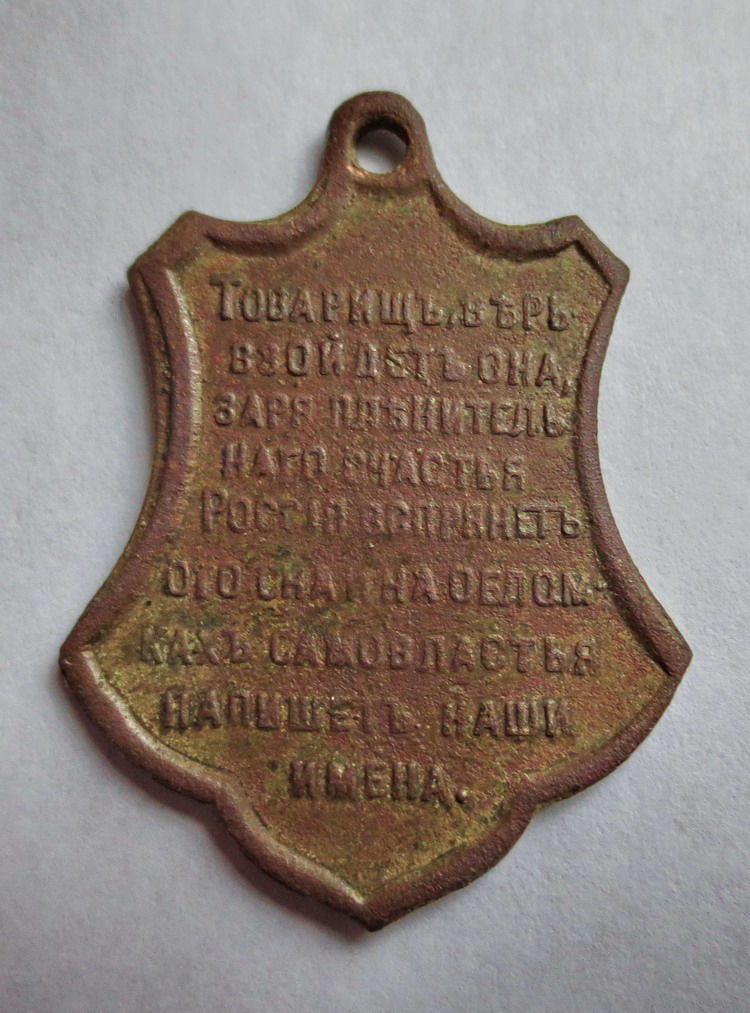 Товарищъ, вѣрь
взойдетъ она,
заря плѣнитель
наго счастья
Россія вспрянетъ
ото сна и на облом-
кахъ самовластья
напишетъ наши
имена.